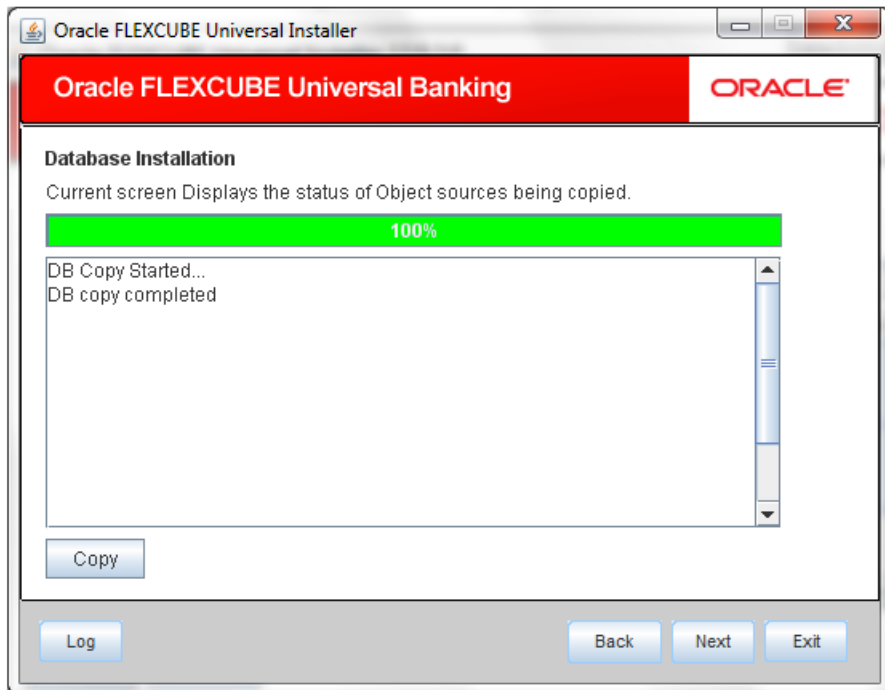 Oracle FLEXCUBE Universal Installer
Oracle FLEXCUBE Universal Banking
ORACLE®
Database Installation
Current screen Displays the status of Object sources being copied.
100%
DB Copy Started...
DB copy completed
Copy
Log
Back
Next
Exit